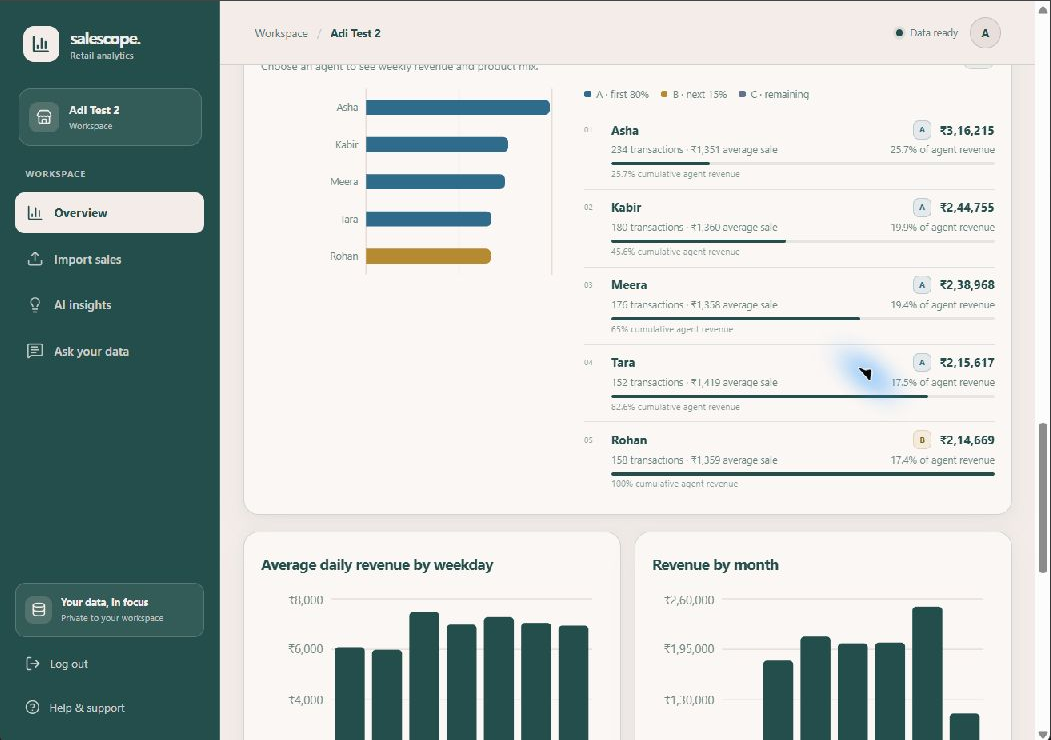 salescope.
Retail analytics
Adi Test 2
Workspace
WORKSPACE
Overview
Import sales
AI insights
Ask your data
Your data, in focus
Private to your workspace
Log out
Help & support
Workspace / Adi Test 2
Data ready
A
Choose an agent to see weekly revenue and product mix.
Asha
Kabir
Meera
Tara
Rohan
A · first 80% B · next 15% C · remaining
01 Asha A ₹3,16,215
234 transactions · ₹1,351 average sale 25.7% of agent revenue
25.7% cumulative agent revenue
02 Kabir A ₹2,44,755
180 transactions · ₹1,360 average sale 19.9% of agent revenue
45.6% cumulative agent revenue
03 Meera A ₹2,38,968
176 transactions · ₹1,358 average sale 19.4% of agent revenue
65% cumulative agent revenue
04 Tara A ₹2,15,617
152 transactions · ₹1,419 average sale 17.5% of agent revenue
82.6% cumulative agent revenue
05 Rohan B ₹2,14,669
158 transactions · ₹1,359 average sale 17.4% of agent revenue
100% cumulative agent revenue
Average daily revenue by weekday
₹8,000
₹6,000
₹4,000
Revenue by month
₹2,60,000
₹1,95,000
₹1,30,000